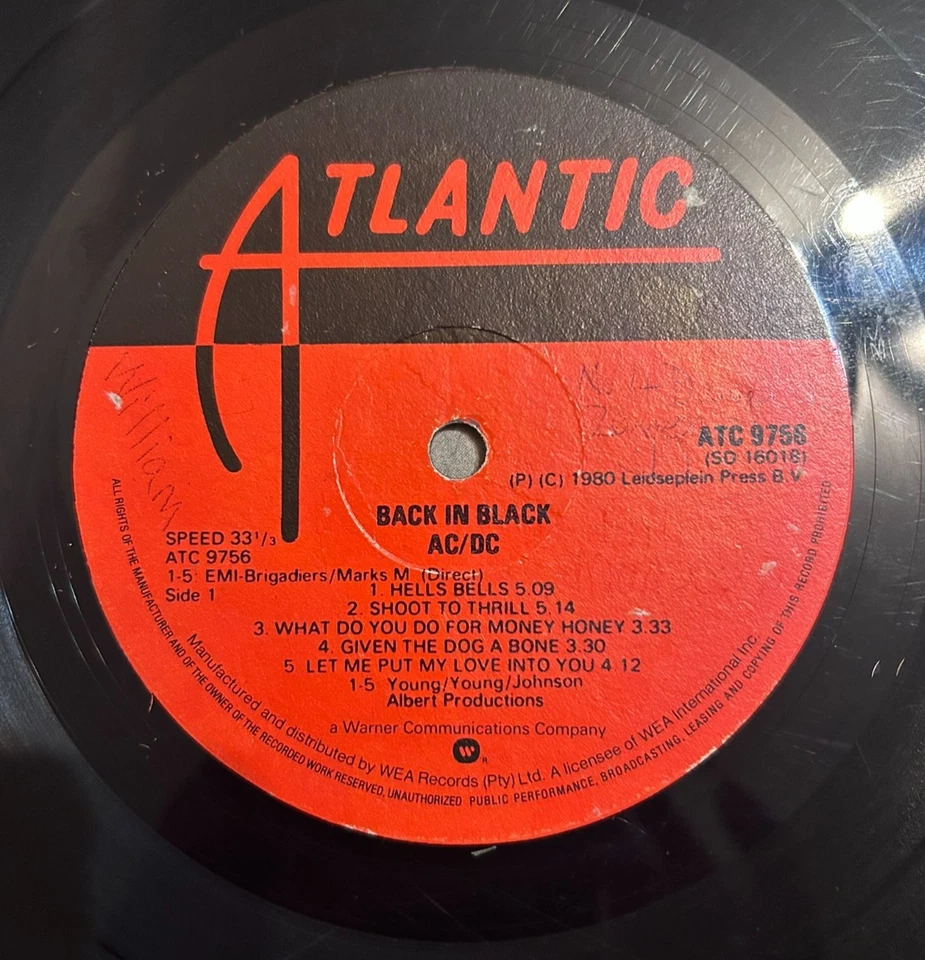 ATLANTIC
William
ATC 9756
(SD 16018)
(P) (C) 1980 Leidseplein Press B.V
BACK IN BLACK
AC/DC
SPEED 33 1/3
ATC 9756
1-5: EMI-Brigadiers/Marks M. (Direct)
Side 1
1. HELLS BELLS 5.09
2. SHOOT TO THRILL 5.14
3. WHAT DO YOU DO FOR MONEY HONEY 3.33
4. GIVEN THE DOG A BONE 3.30
5. LET ME PUT MY LOVE INTO YOU 4 12
1-5 Young/Young/Johnson
Albert Productions
a Warner Communications Company
W R
Manufactured and distributed by WEA Records (Pty) Ltd. A licensee of WEA International Inc.
ALL RIGHTS OF THE MANUFACTURER AND OF THE OWNER OF THE RECORDED WORK RESERVED, UNAUTHORIZED PUBLIC PERFORMANCE, BROADCASTING, LEASING AND COPYING OF THIS RECORD PROHIBITED